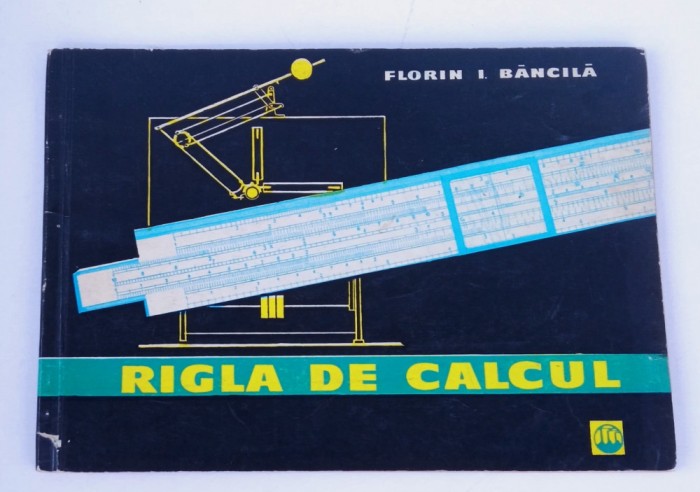 FLORIN I. BĂNCILĂ
RIGLA DE CALCUL